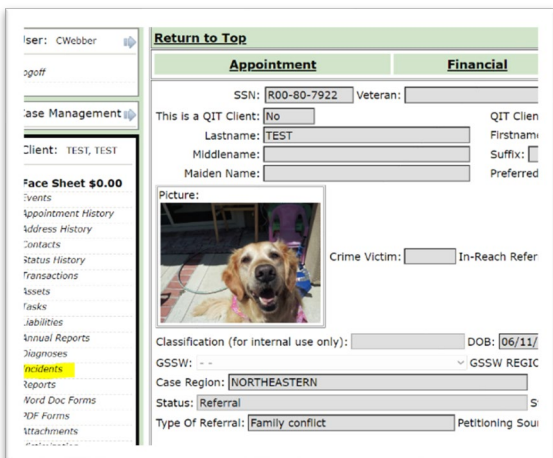 Jser: CWebber
ogoff
Case Management
Client: TEST, TEST
Face Sheet $0.00
Events
Appointment History
Address History
Contacts
Status History
Transactions
Assets
Tasks
Liabilities
Annual Reports
Diagnoses
Incidents
Reports
Word Doc Forms
PDF Forms
Attachments
Return to Top
Appointment Financial
SSN: R00-80-7922 Veteran:
This is a QIT Client: No QIT Clien
Lastname: TEST Firstname
Middlename: Suffix:
Maiden Name: Preferred
Picture:
Crime Victim: In-Reach Refer
Classification (for internal use only): DOB: 06/11/
GSSW: - - GSSW REGIC
Case Region: NORTHEASTERN
Status: Referral S
Type Of Referral: Family conflict Petitioning Sou